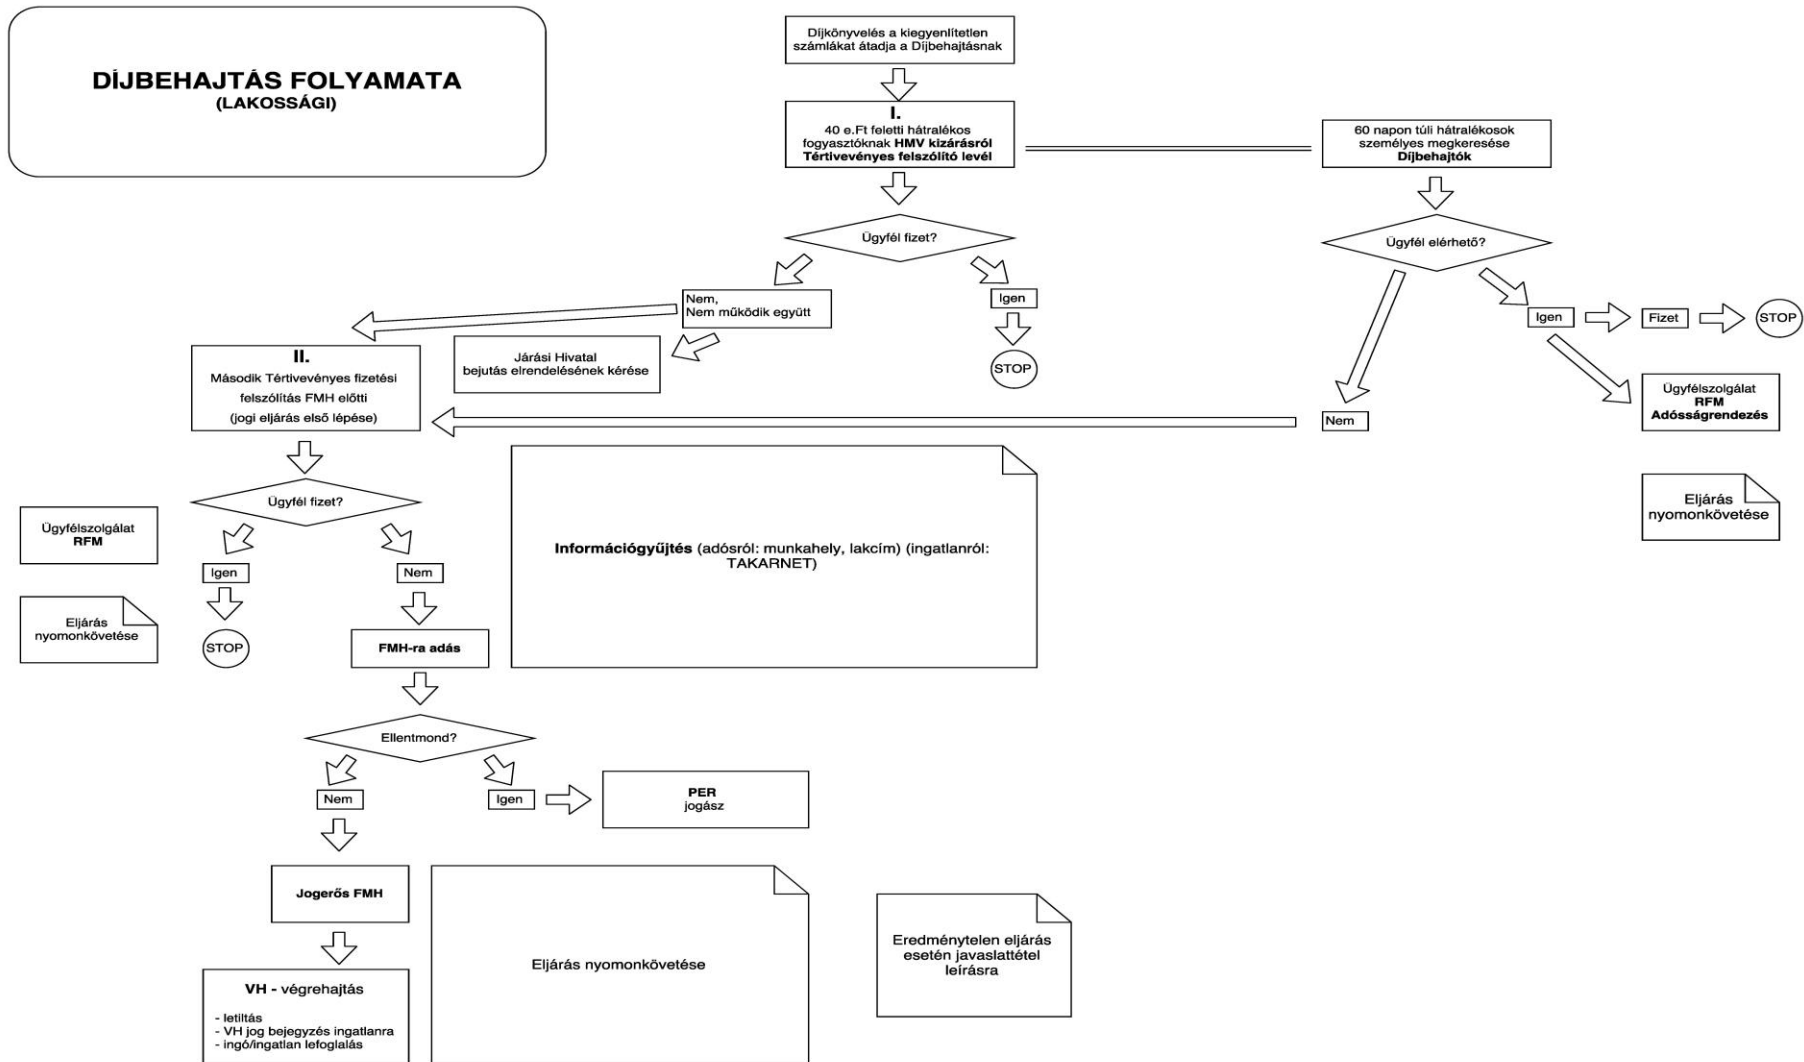 DÍJBEHAJTÁS FOLYAMATA
(LAKOSSÁGI)
Díjkönyvelés a kiegyenlítetlen
számlákat átadja a Díjbehajtásnak
I.
40 e.Ft feletti hátralékos
fogyasztóknak HMV kizárásról
Tértivevényes felszólító levél
60 napon túli hátralékosok
személyes megkeresése
Díjbehajtók
Ügyfél fizet?
Ügyfél elérhető?
Nem,
Nem működik együtt
Igen
Igen
Fizet
STOP
Járási Hivatal
bejutás elrendelésének kérése
STOP
II.
Második Tértivevényes fizetési
felszólítás FMH előtti
(jogi eljárás első lépése)
Nem
Ügyfélszolgálat
RFM
Adósságrendezés
Ügyfél fizet?
Eljárás
nyomonkövetése
Ügyfélszolgálat
RFM
Igen
Nem
Információgyűjtés (adósról: munkahely, lakcím) (ingatlanról:
TAKARNET)
Eljárás
nyomonkövetése
STOP
FMH-ra adás
Ellentmond?
Nem
Igen
PER
jogász
Jogerős FMH
Eljárás nyomonkövetése
Eredménytelen eljárás
esetén javaslattétel
leírásra
VH - végrehajtás
- letiltás
- VH jog bejegyzés ingatlanra
- ingó/ingatlan lefoglalás